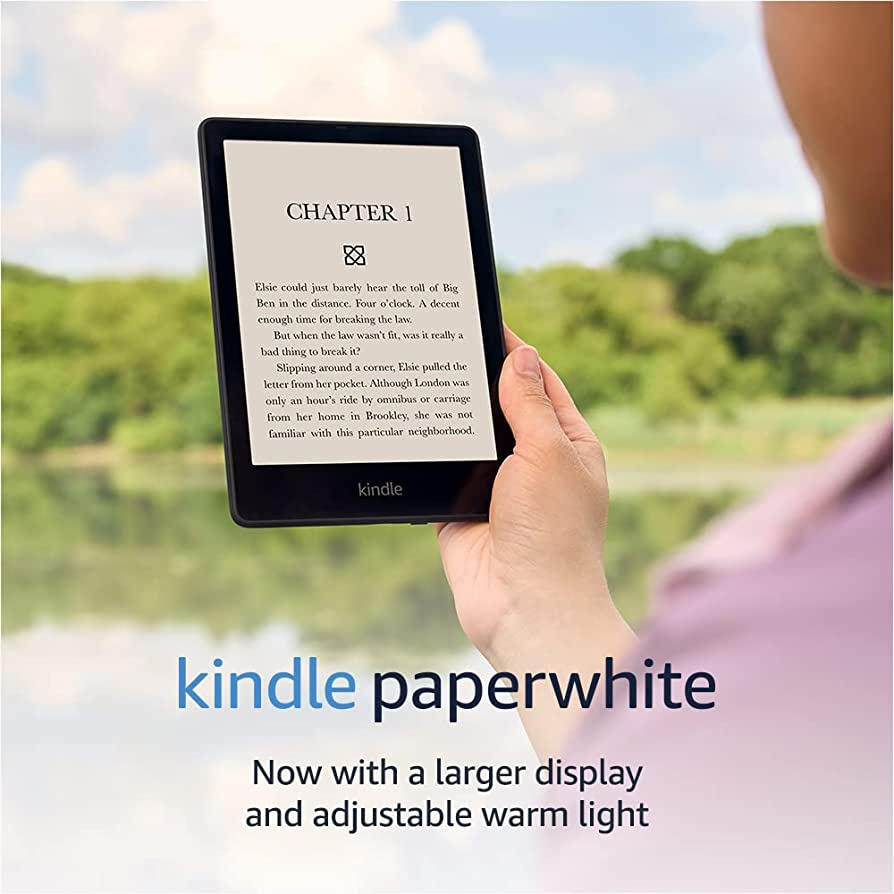 CHAPTER 1
Elsie could just barely hear the toll of Big
Ben in the distance. Four o'clock. A decent
enough time for breaking the law.
But when the law wasn't fit, was it really a
bad thing to break it?
Slipping around a corner, Elsie pulled the
letter from her pocket. Although London was
only an hour's ride by omnibus or carriage
from her home in Brookley, she was not
familiar with this particular neighborhood.
kindle
kindle paperwhite
Now with a larger display
and adjustable warm light